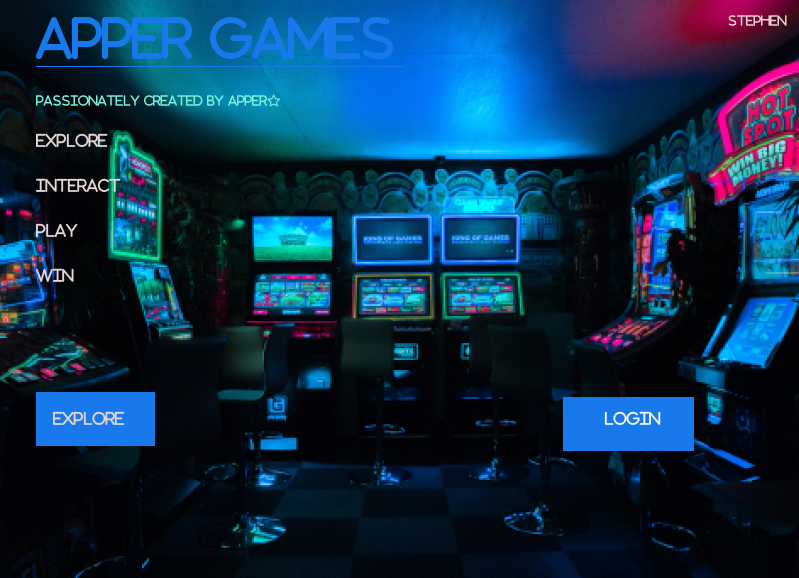 APPER GAMES
STEPHEN
PASSIONATELY CREATED BY APPER☆
EXPLORE
INTERACT
PLAY
WIN
HOT
SPOT
WIN BIG
MONEY!
KING OF GAMES
KING OF GAMES
EXPLORE
LOGIN